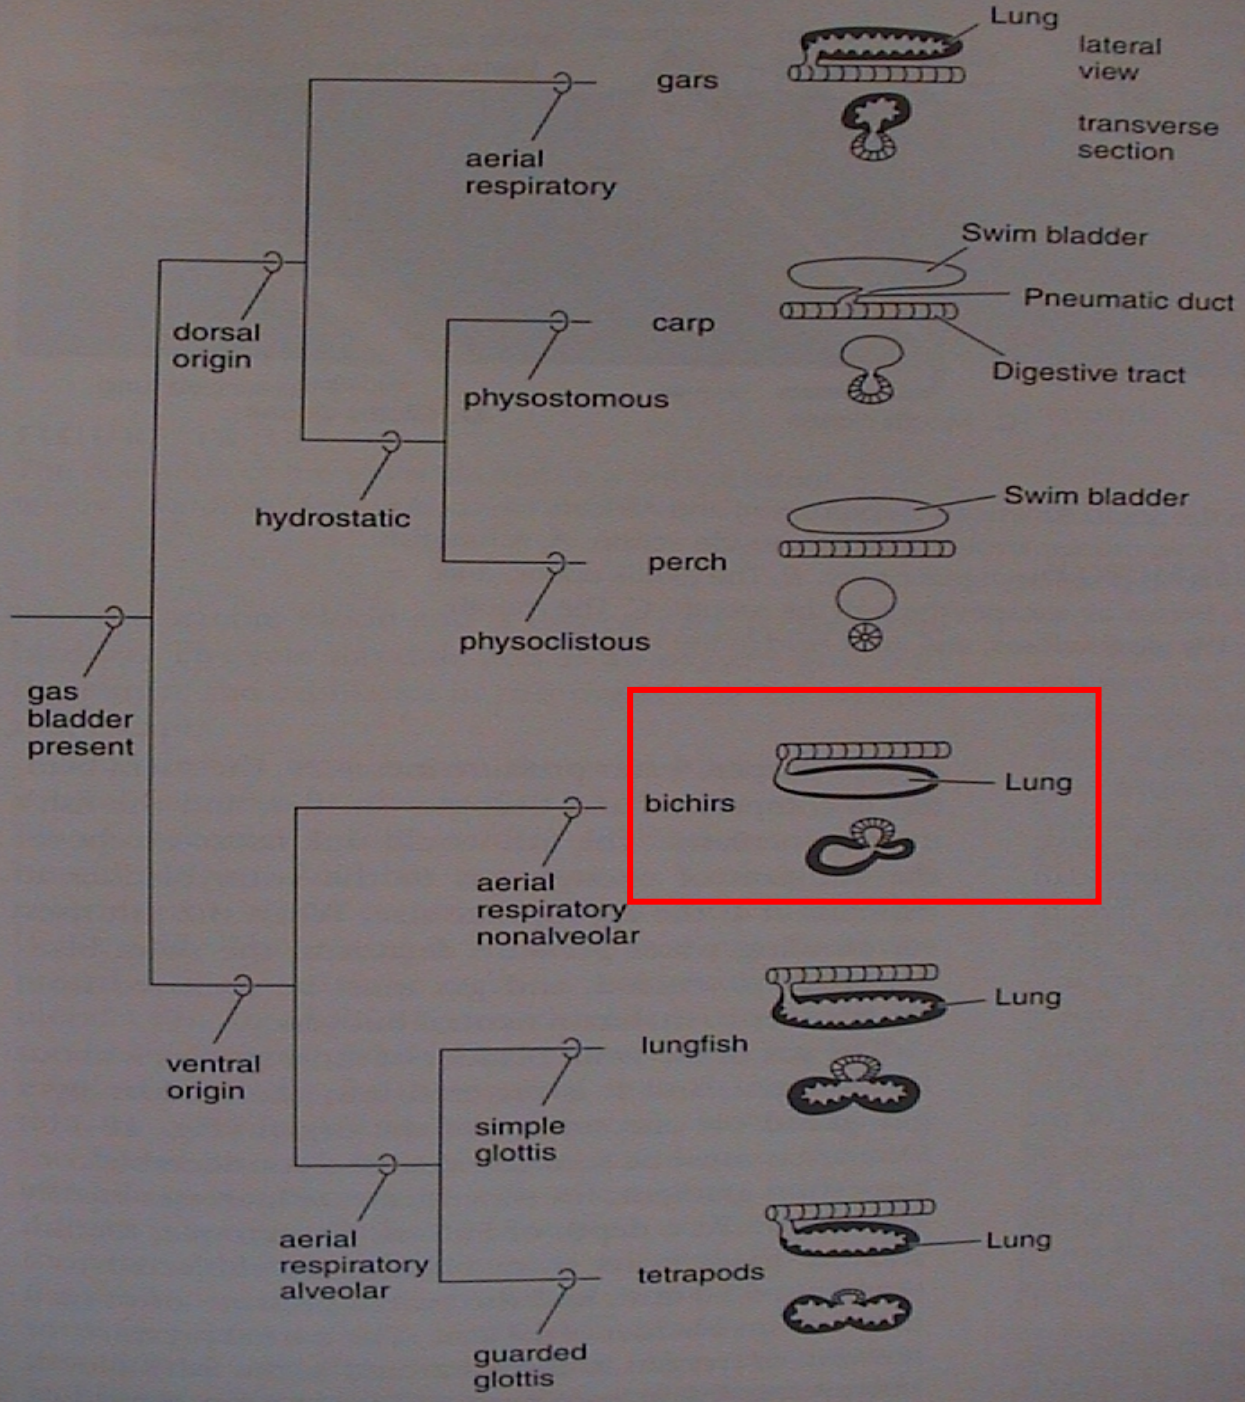 Lung
lateral
view
gars
transverse
section
aerial
respiratory
Swim bladder
Pneumatic duct
carp
dorsal
origin
Digestive tract
physostomous
Swim bladder
hydrostatic
perch
physoclistous
gas
bladder
present
Lung
bichirs
aerial
respiratory
nonalveolar
Lung
lungfish
ventral
origin
simple
glottis
aerial
respiratory
alveolar
Lung
tetrapods
guarded
glottis